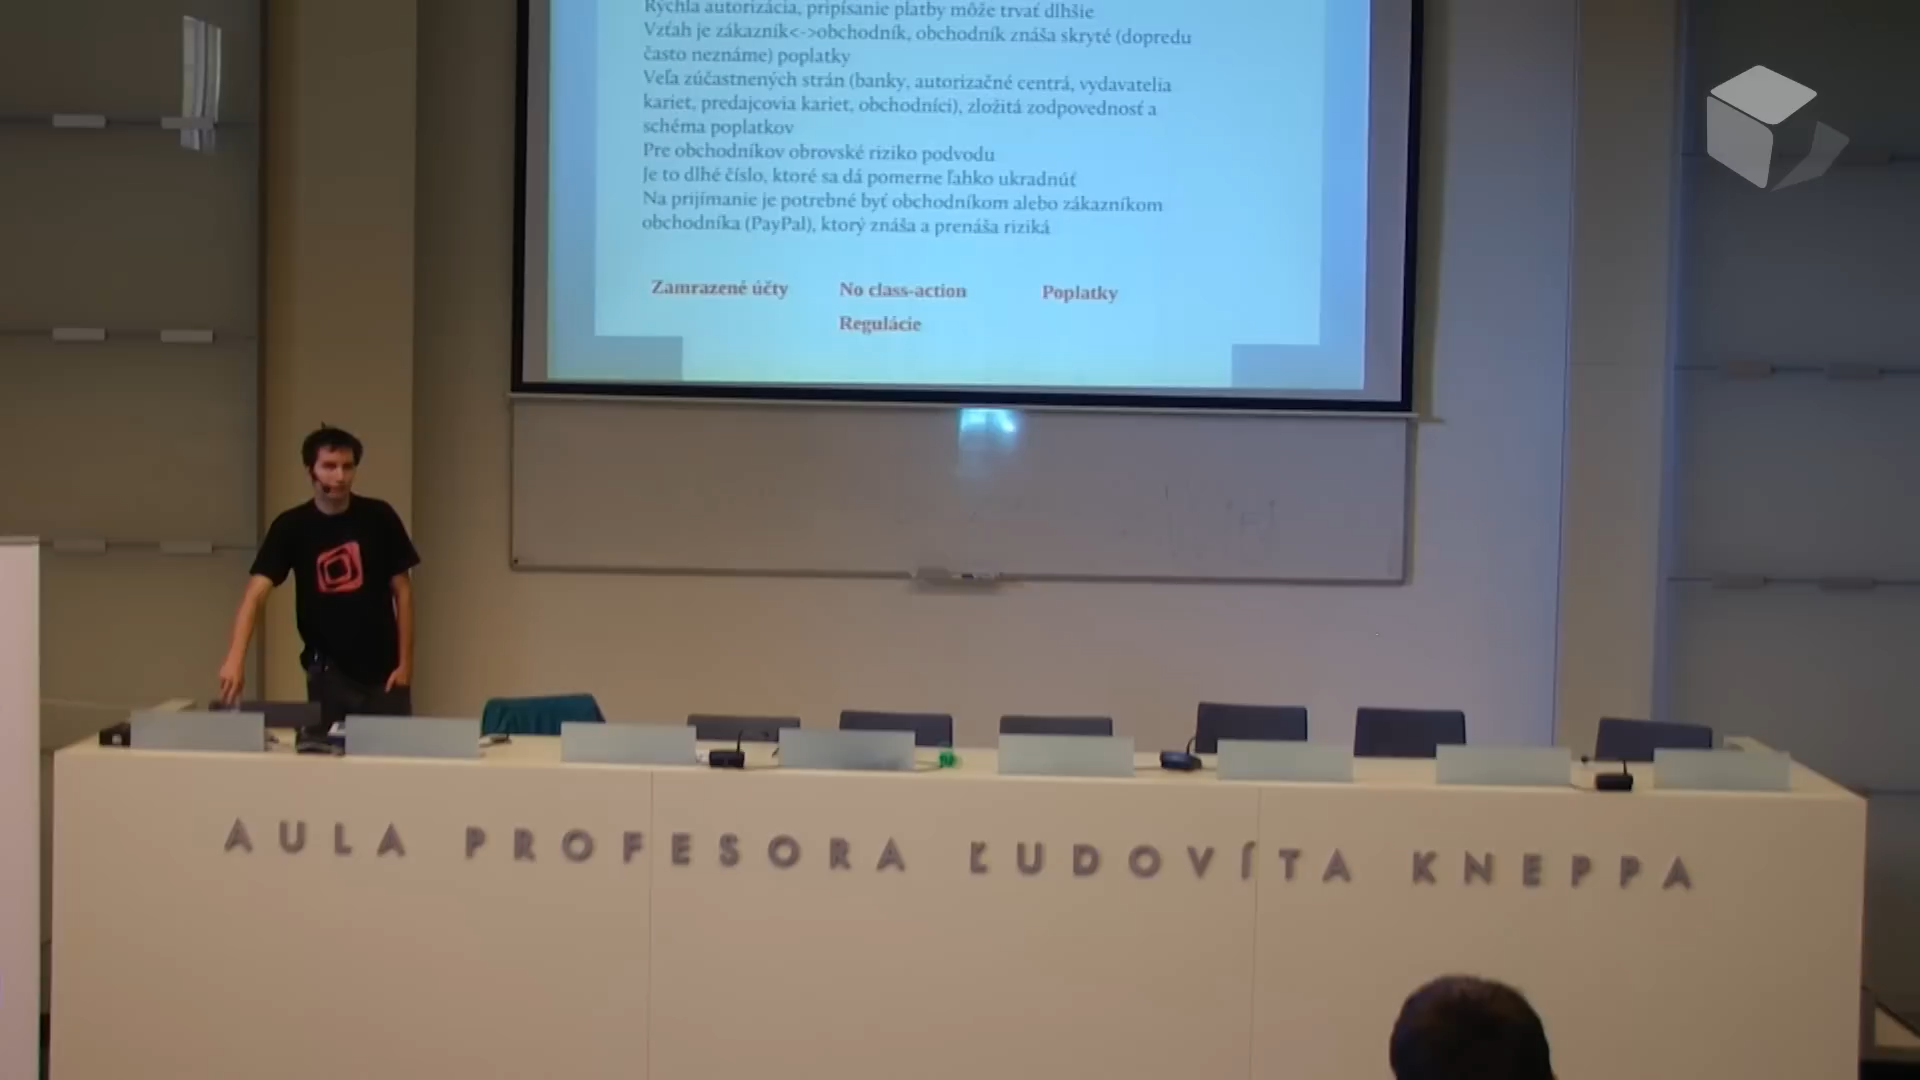 Rýchla autorizácia, pripísanie platby môže trvať dlhšie
Vzťah je zákazník<->obchodník, obchodník znáša skryté (dopredu
často neznáme) poplatky
Veľa zúčastnených strán (banky, autorizačné centrá, vydavatelia
kariet, predajcovia kariet, obchodníci), zložitá zodpovednosť a
schéma poplatkov
Pre obchodníkov obrovské riziko podvodu
Je to dlhé číslo, ktoré sa dá pomerne ľahko ukradnúť
Na prijímanie je potrebné byť obchodníkom alebo zákazníkom
obchodníka (PayPal), ktorý znáša a prenáša riziká
Zamrazené účty No class-action Poplatky
Regulácie
AULA PROFESORA ĽUDOVÍTA KNEPPA